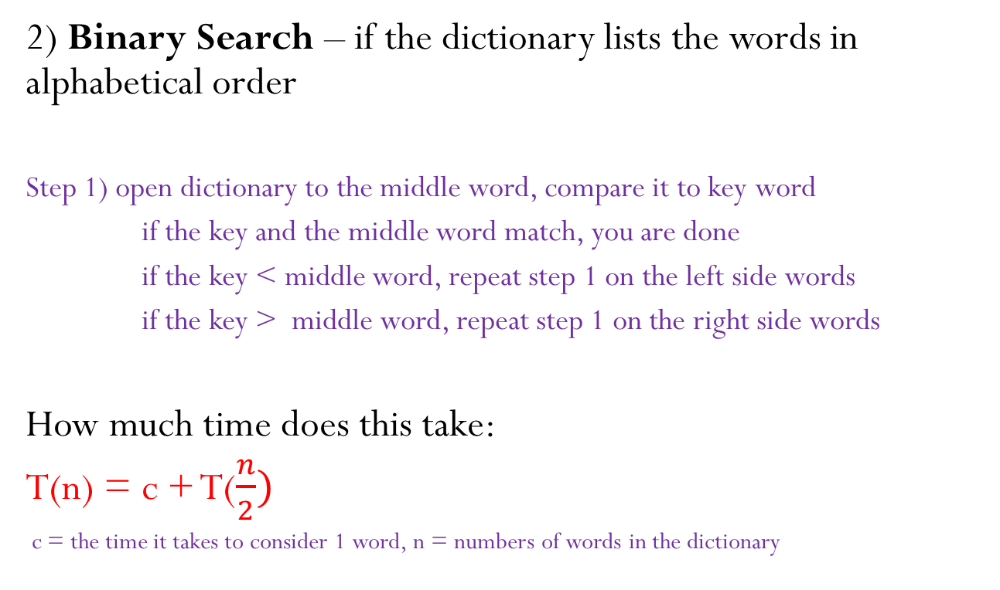 2) Binary Search – if the dictionary lists the words in
alphabetical order
Step 1) open dictionary to the middle word, compare it to key word
if the key and the middle word match, you are done
if the key < middle word, repeat step 1 on the left side words
if the key > middle word, repeat step 1 on the right side words
How much time does this take:
T(n) = c + T(n/2)
c = the time it takes to consider 1 word, n = numbers of words in the dictionary